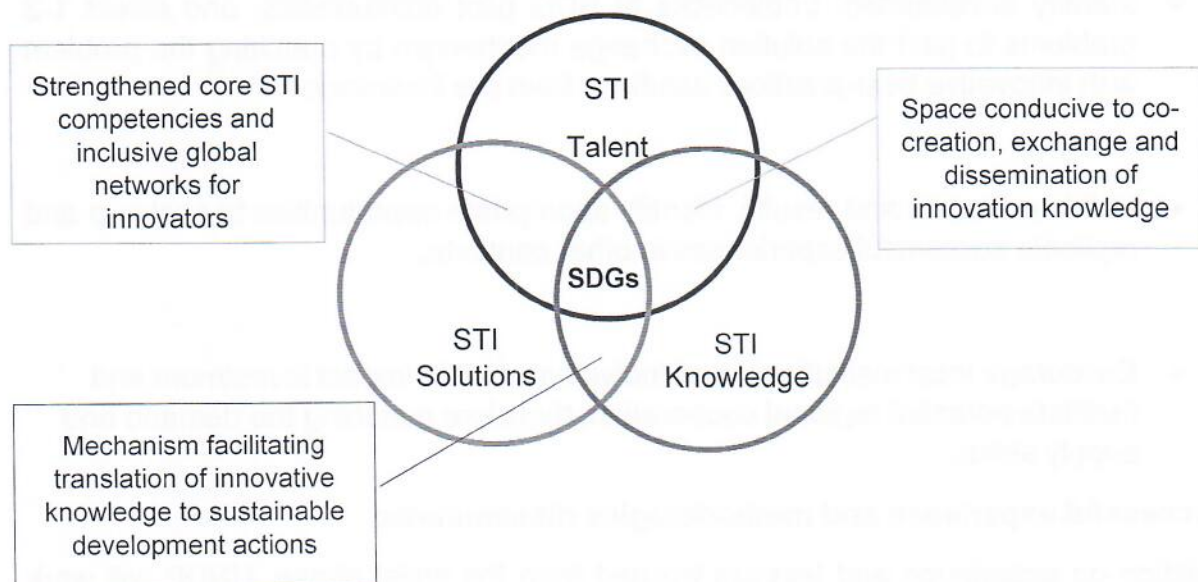 Strengthened core STI
competencies and
inclusive global
networks for
innovators
STI
Talent
Space conducive to co-
creation, exchange and
dissemination of
innovation knowledge
SDGs
STI
Solutions
STI
Knowledge
Mechanism facilitating
translation of innovative
knowledge to sustainable
development actions